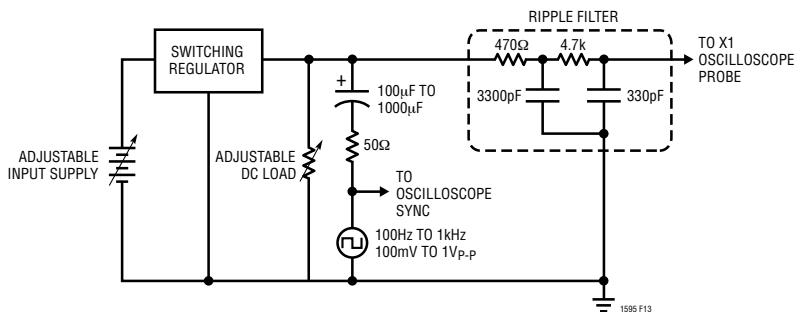 RIPPLE FILTER
SWITCHING
REGULATOR
470Ω
4.7k
TO X1
OSCILLOSCOPE
PROBE
+
100µF TO
1000µF
3300pF
330pF
ADJUSTABLE
INPUT SUPPLY
ADJUSTABLE
DC LOAD
50Ω
TO
OSCILLOSCOPE
SYNC
100Hz TO 1kHz
100mV TO 1VP-P
1595 F13